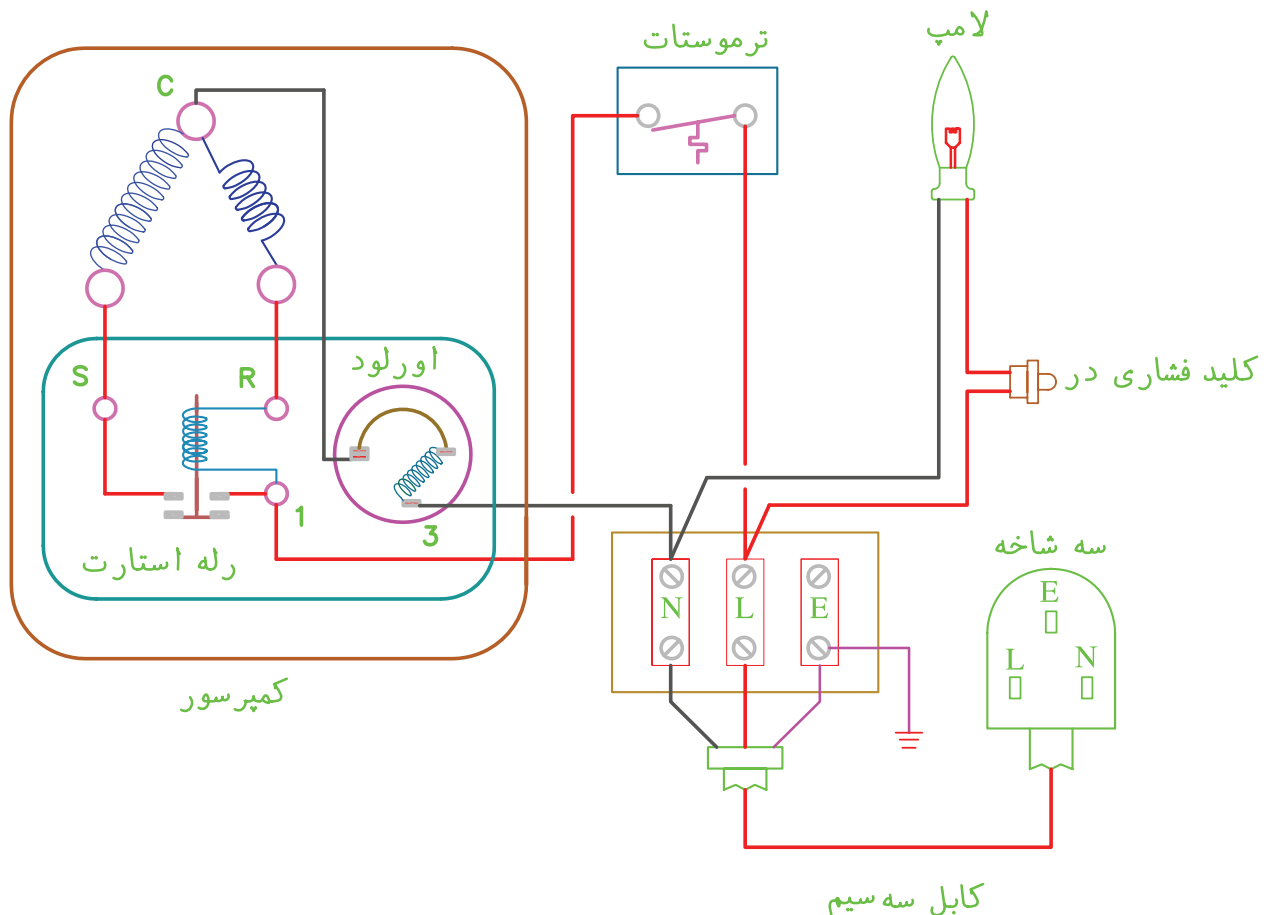 لامپ
ترموستات
C
اورلود
کلید فشاری در
S
R
1
3
رله استارت
سه شاخه
E
N
L
E
L
N
کمپرسور
کابل سه سیم